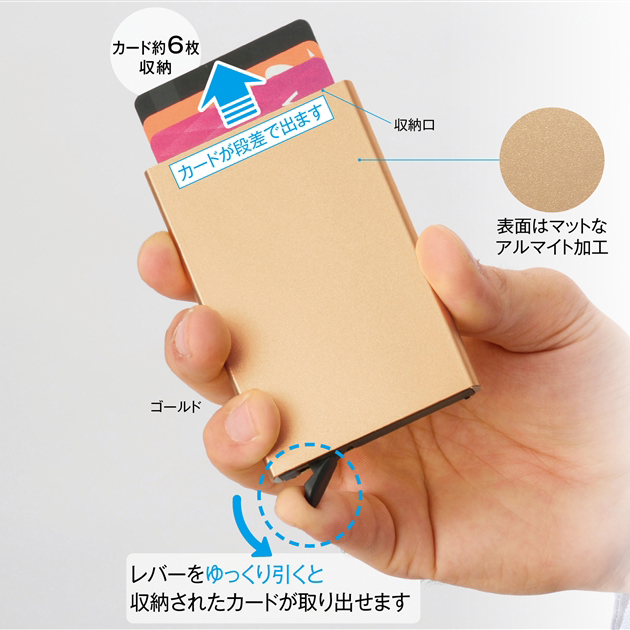 カード約6枚
収納
カードが段差で出ます
収納口
表面はマットな
アルマイト加工
ゴールド
レバーをゆっくり引くと
収納されたカードが取り出せます